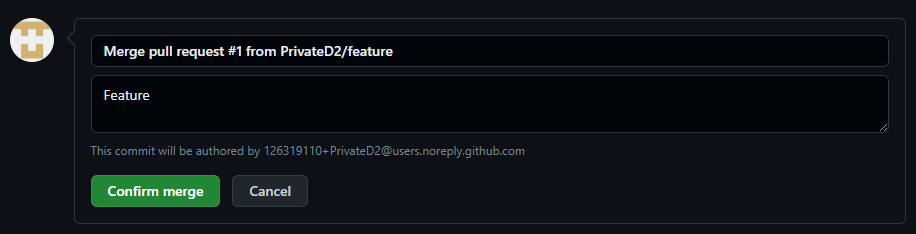 Merge pull request #1 from PrivateD2/feature
Feature
This commit will be authored by 126319110+PrivateD2@users.noreply.github.com
Confirm merge
Cancel